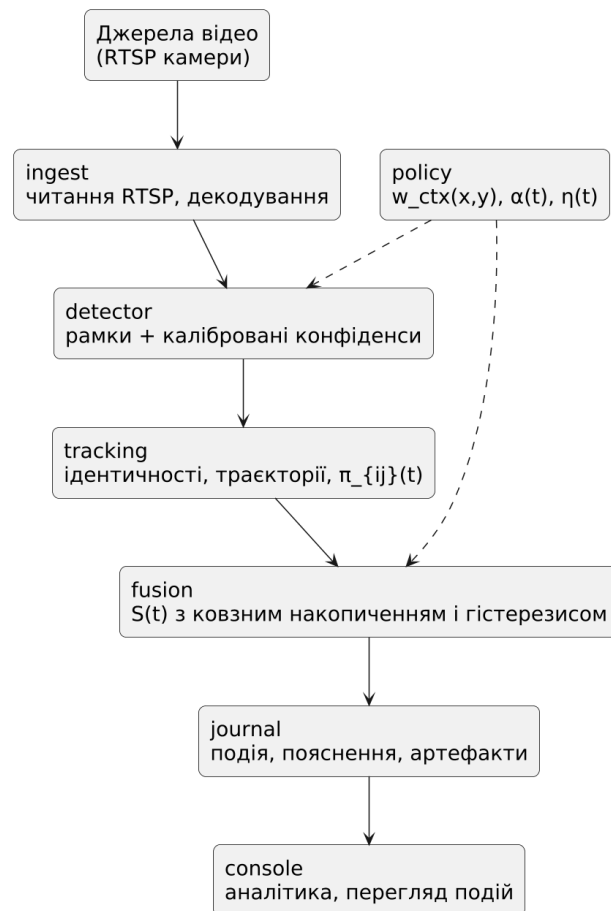 Джерела відео
(RTSP камери)
ingest
читання RTSP, декодування
policy
w_ctx(x,y), α(t), η(t)
detector
рамки + калібровані конфіденси
tracking
ідентичності, траєкторії, π_{ij}(t)
fusion
S(t) з ковзним накопиченням і гістерезисом
journal
подія, пояснення, артефакти
console
аналітика, перегляд подій